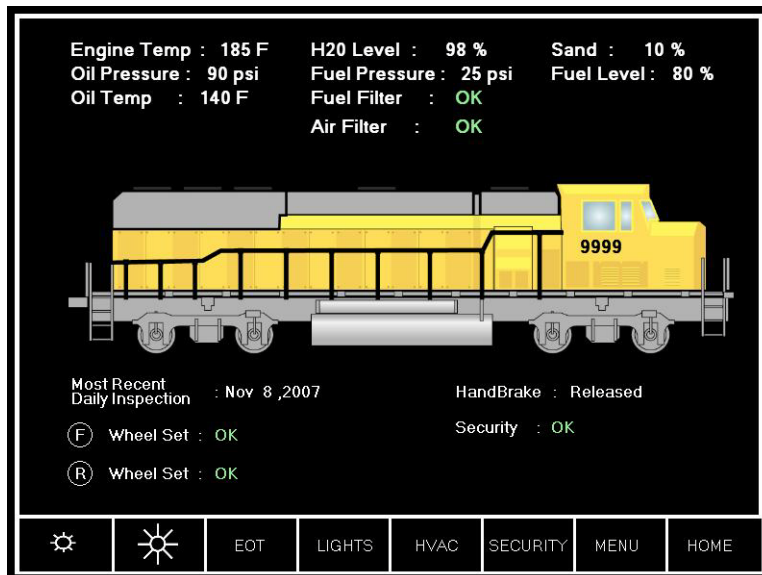 Engine Temp : 185 F H20 Level : 98 % Sand : 10 %
Oil Pressure : 90 psi Fuel Pressure : 25 psi Fuel Level : 80 %
Oil Temp : 140 F Fuel Filter : OK
Air Filter : OK
9999
Most Recent
Daily Inspection : Nov 8 ,2007 HandBrake : Released
F Wheel Set : OK Security : OK
R Wheel Set : OK
EOT LIGHTS HVAC SECURITY MENU HOME